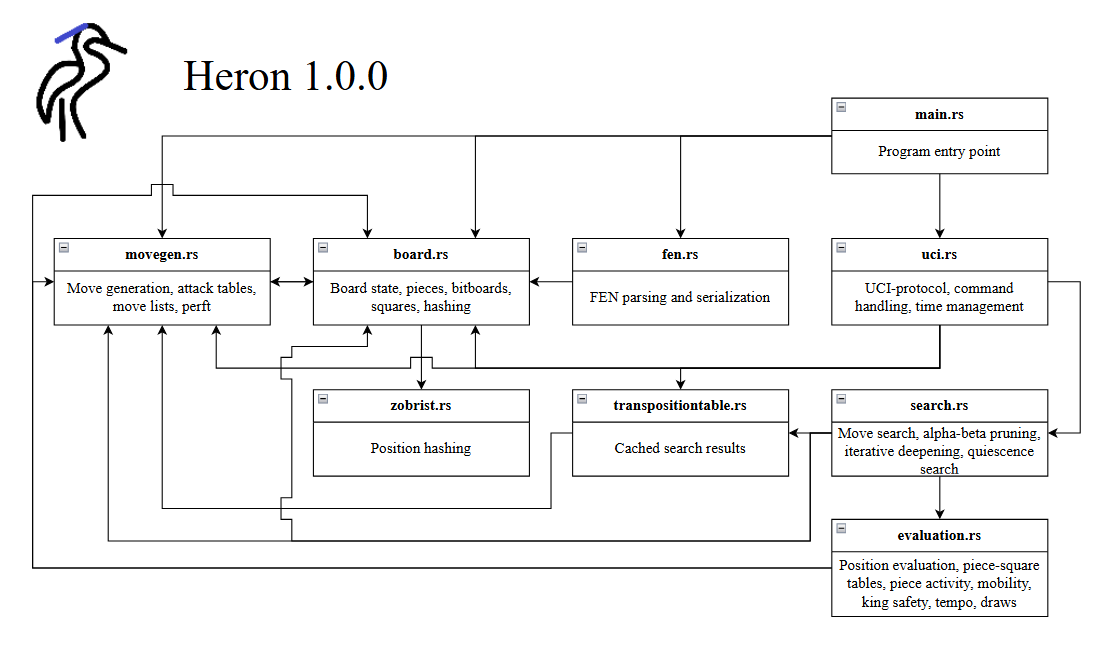 Heron 1.0.0
main.rs
Program entry point
movegen.rs
Move generation, attack tables,
move lists, perft
board.rs
Board state, pieces, bitboards,
squares, hashing
fen.rs
FEN parsing and serialization
uci.rs
UCI-protocol, command
handling, time management
zobrist.rs
Position hashing
transpositiontable.rs
Cached search results
search.rs
Move search, alpha-beta pruning,
iterative deepening, quiescence
search
evaluation.rs
Position evaluation, piece-square
tables, piece activity, mobility,
king safety, tempo, draws